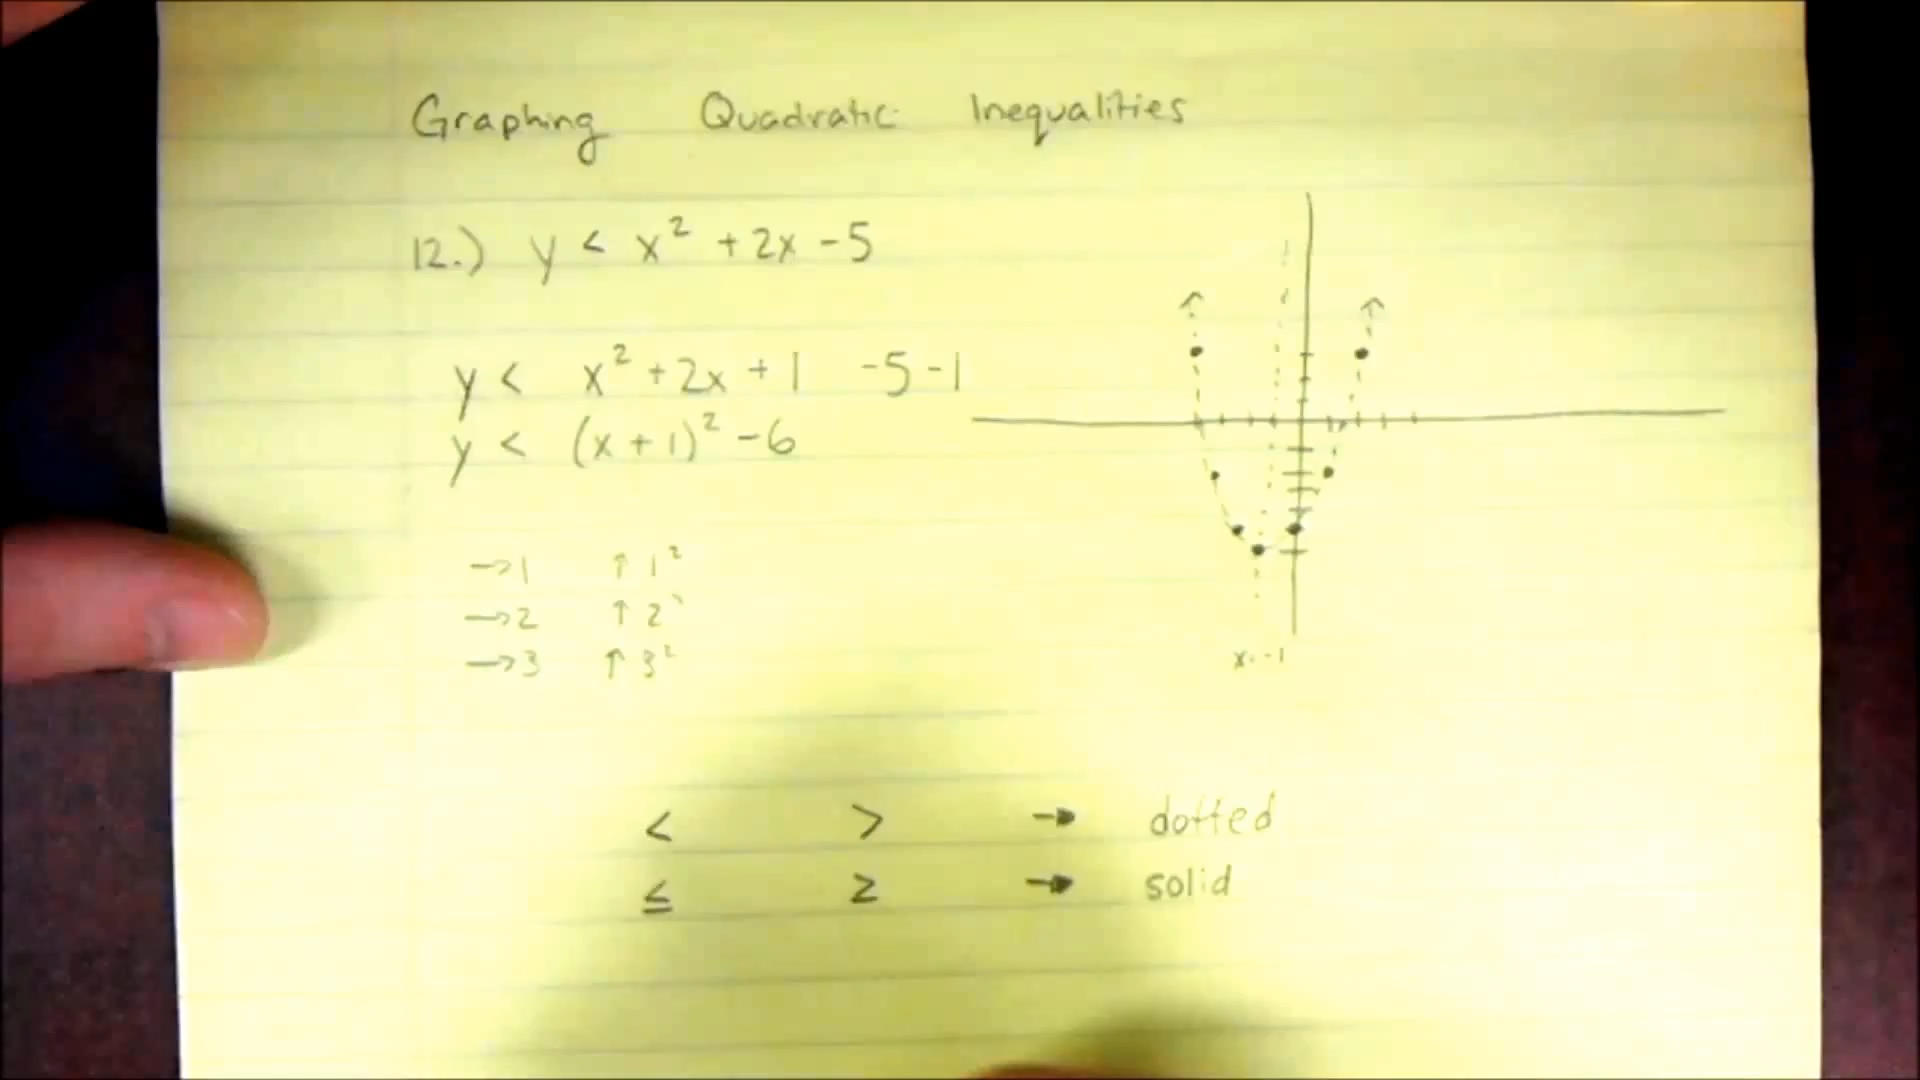 Graphing Quadratic Inequalities
12.) y < x² + 2x - 5
y < x² + 2x + 1 -5 -1
y < (x + 1)² - 6
→1 ↑ 1²
→2 ↑ 2`
→3 ↑ 3²
x=-1
< > → dotted
≤ ≥ → solid